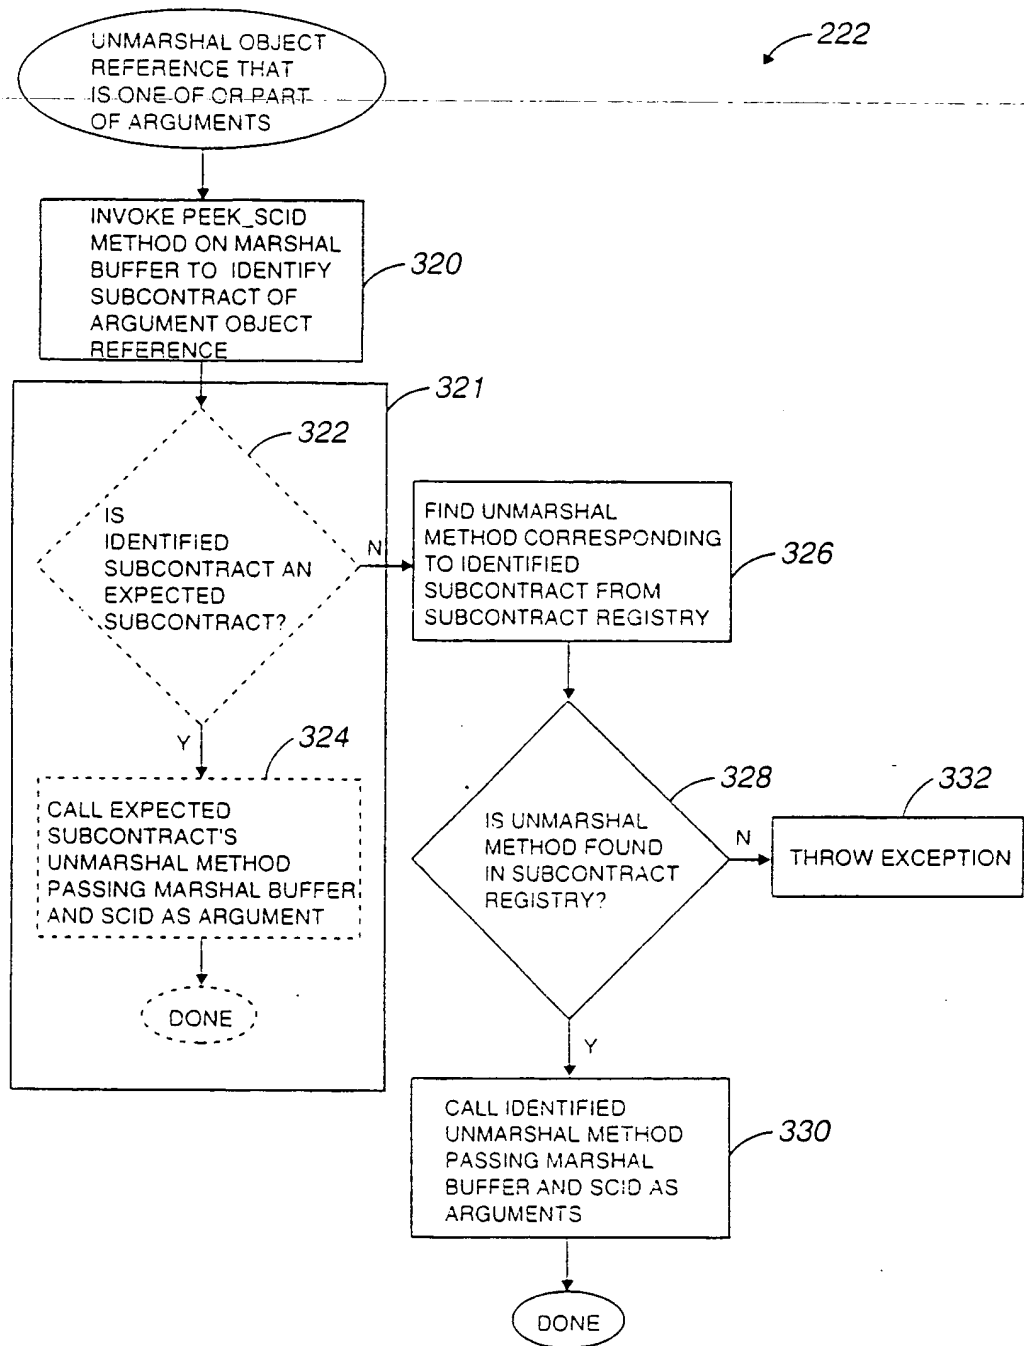 UNMARSHAL OBJECT
REFERENCE THAT
IS ONE OF OR PART
OF ARGUMENTS
222
INVOKE PEEK_SCID
METHOD ON MARSHAL
BUFFER TO IDENTIFY
SUBCONTRACT OF
ARGUMENT OBJECT
REFERENCE
320
321
322
IS
IDENTIFIED
SUBCONTRACT AN
EXPECTED
SUBCONTRACT?
N
FIND UNMARSHAL
METHOD CORRESPONDING
TO IDENTIFIED
SUBCONTRACT FROM
SUBCONTRACT REGISTRY
326
Y
324
CALL EXPECTED
SUBCONTRACT'S
UNMARSHAL METHOD
PASSING MARSHAL BUFFER
AND SCID AS ARGUMENT
DONE
328
IS UNMARSHAL
METHOD FOUND
IN SUBCONTRACT
REGISTRY?
N
332
THROW EXCEPTION
Y
CALL IDENTIFIED
UNMARSHAL METHOD
PASSING MARSHAL
BUFFER AND SCID AS
ARGUMENTS
330
DONE